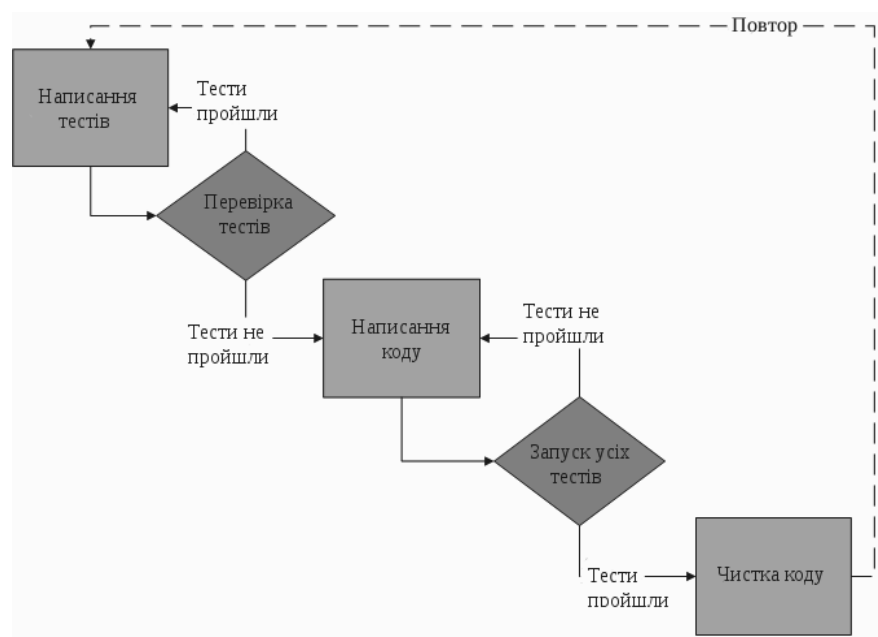 Повтор
Написання
тестів
Тести
пройшли
Перевірка
тестів
Тести не
пройшли
Написання
коду
Тести не
пройшли
Запуск усіх
тестів
Тести
пройшли
Чистка коду